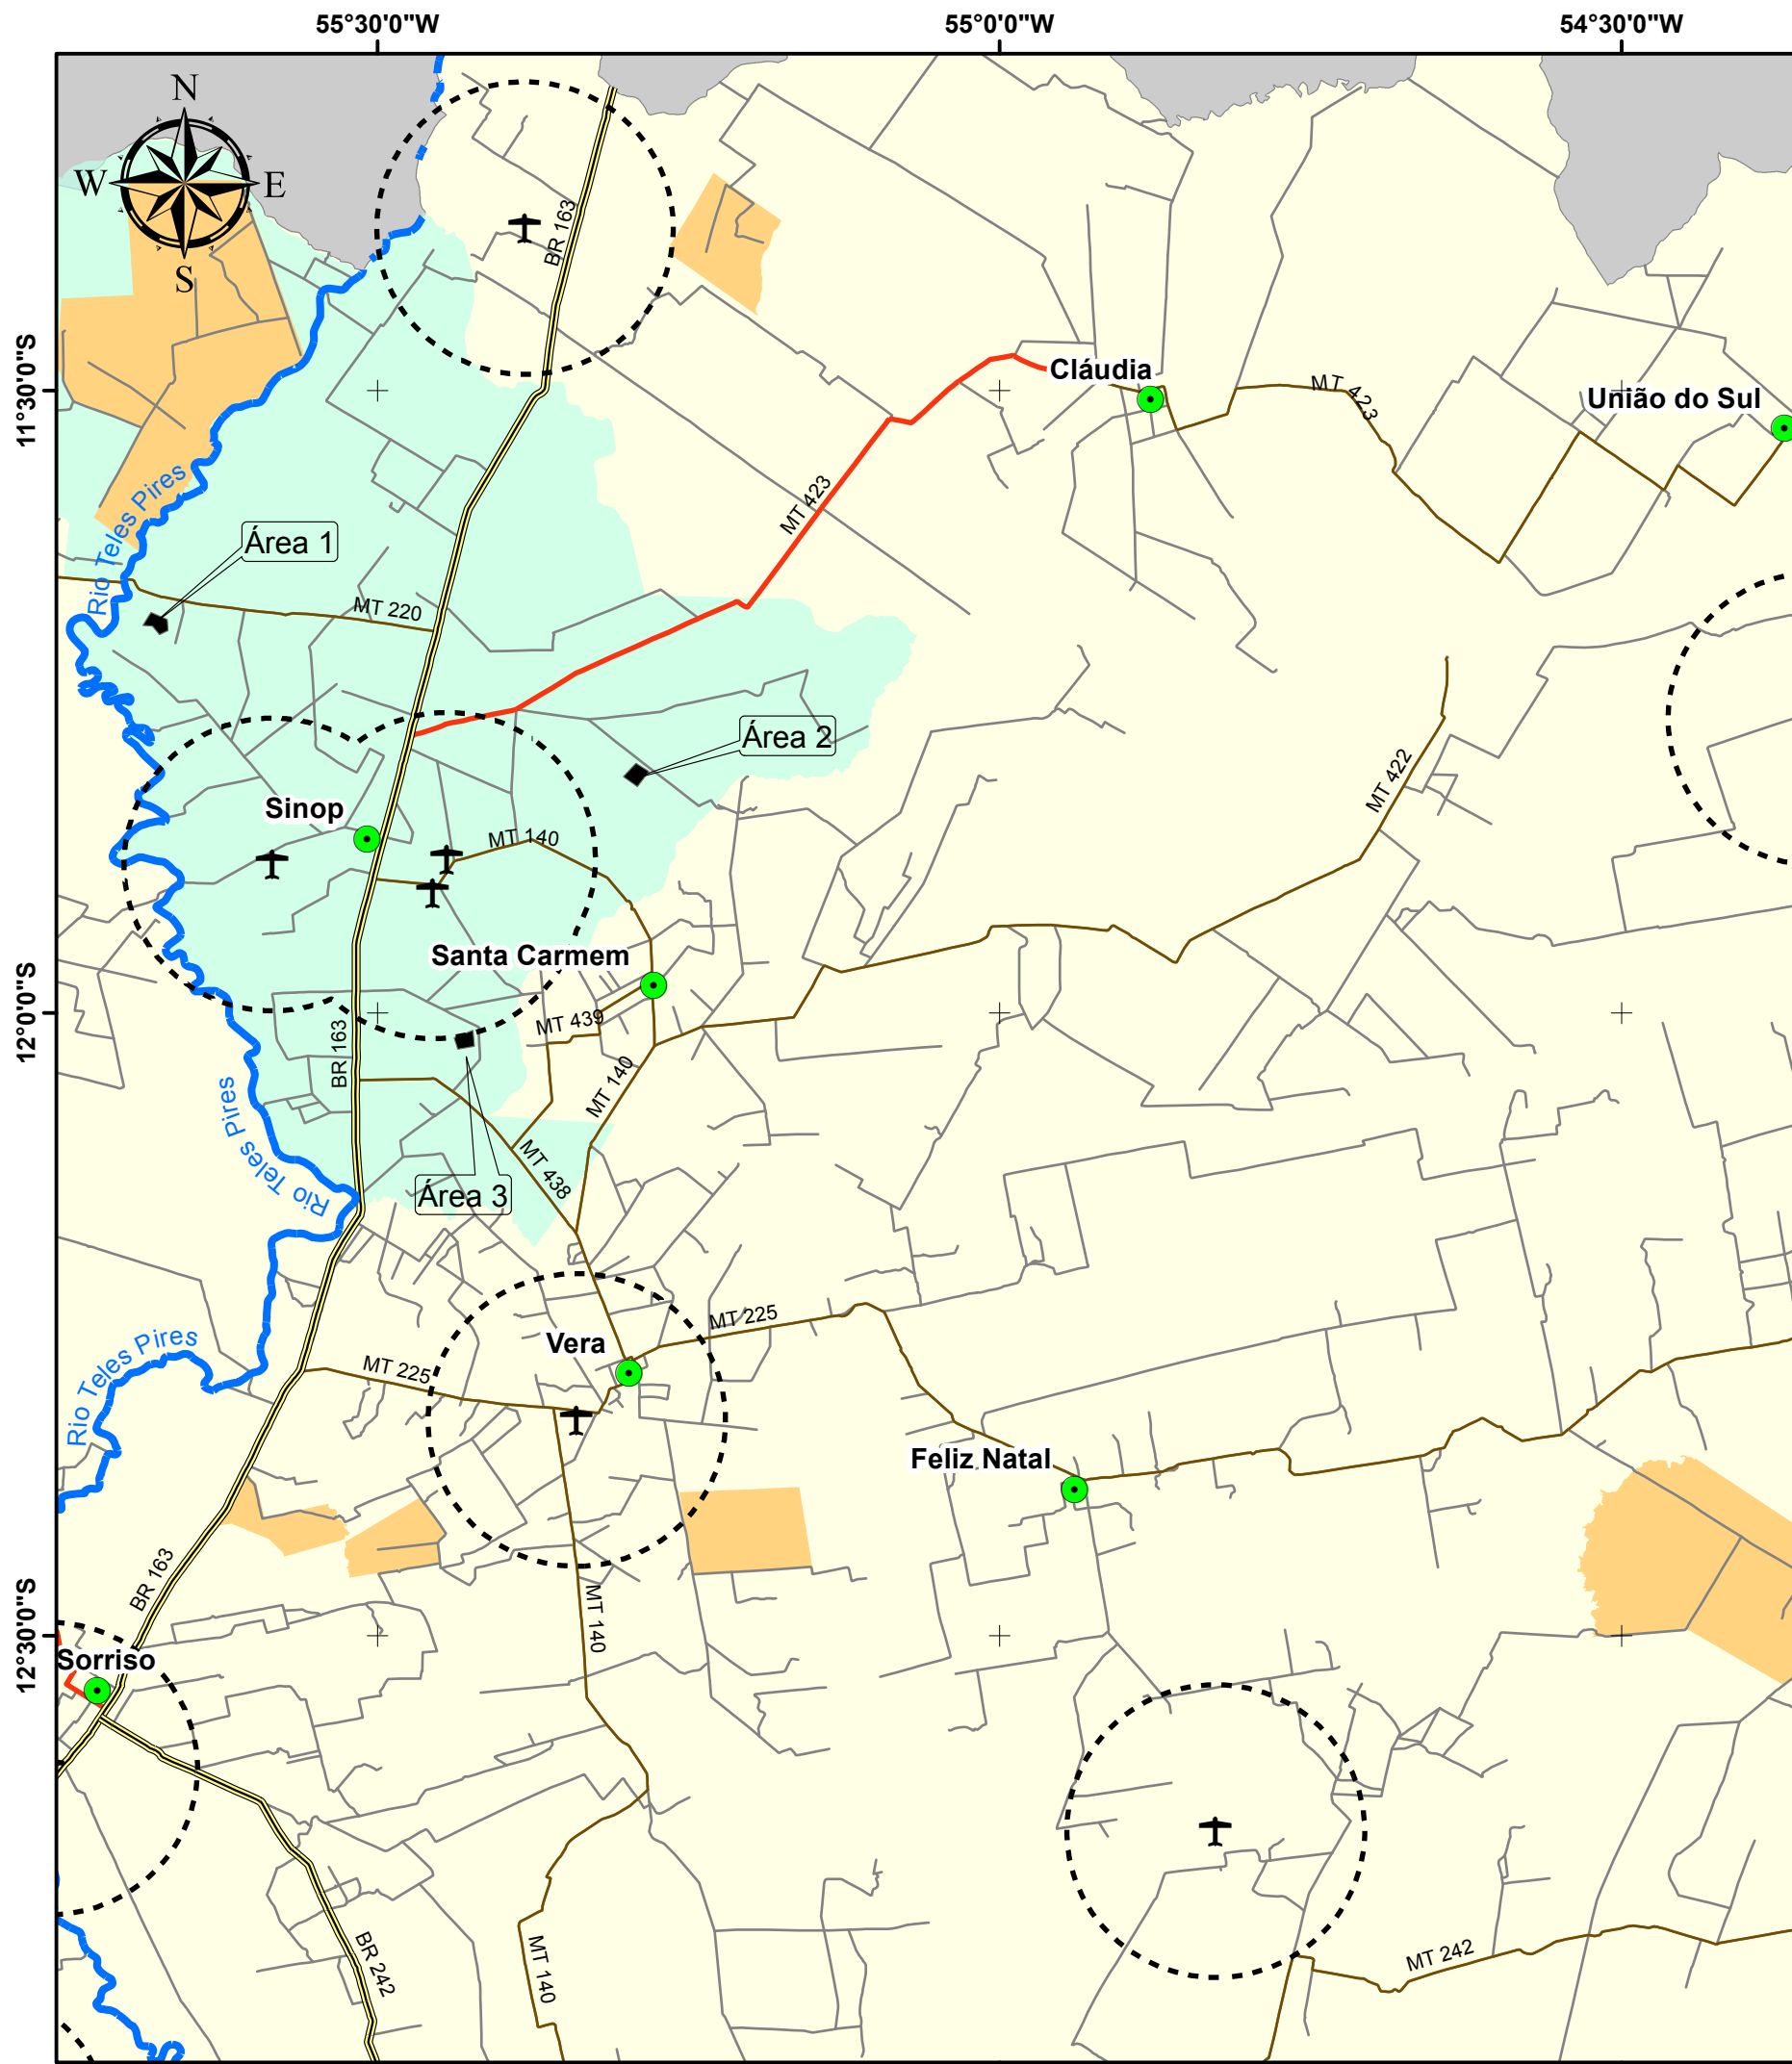 55°30'0"W
55°0'0"W
54°30'0"W
N
W
E
S
BR 163
11°30'0"S
Cláudia
MT 423
União do Sul
Rio Teles Pires
MT 423
Área 1
MT 220
Área 2
MT 422
Sinop
MT 140
Santa Carmem
12°0'0"S
MT 439
BR 163
MT 140
Rio Teles Pires
MT 438
Área 3
MT 225
Vera
Rio Teles Pires
MT 225
Feliz Natal
BR 163
12°30'0"S
MT 140
Sorriso
MT 242
BR 242
MT 140